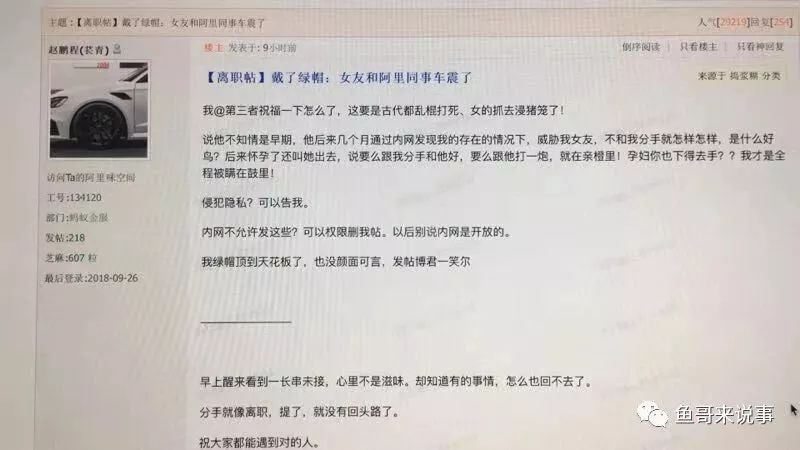 主题：【离职帖】戴了绿帽：女友和阿里同事车震了
人气[29219]回复[254]
赵鹏程(苌青)
楼主 发表于：9小时前
倒序阅读 | 只看楼主 | 只看神回复
【离职帖】戴了绿帽：女友和阿里同事车震了
来源于 捣浆糊 分类
我@第三者祝福一下怎么了，这要是古代都乱棍打死、女的抓去浸猪笼了！
说他不知情是早期，他后来几个月通过内网发现我的存在的情况下，威胁我女友，不和我分手就怎样怎样，是什么好
鸟？后来怀孕了还叫她出去，说要么跟我分手和他好，要么跟他打一炮，就在亲橙里！孕妇你也下得去手？？我才是全
程被瞒在鼓里！
访问Ta的阿里味空间
工号:134120
部门:蚂蚁金服
发帖:218
芝麻:607 粒
最后登录:2018-09-26
侵犯隐私？可以告我。
内网不允许发这些？可以权限删我帖。以后别说内网是开放的。
我绿帽顶到天花板了，也没颜面可言，发帖博君一笑尔
早上醒来看到一长串未接，心里不是滋味。却知道有的事情，怎么也回不去了。
分手就像离职，提了，就没有回头路了。
祝大家都能遇到对的人。
鱼哥来说事